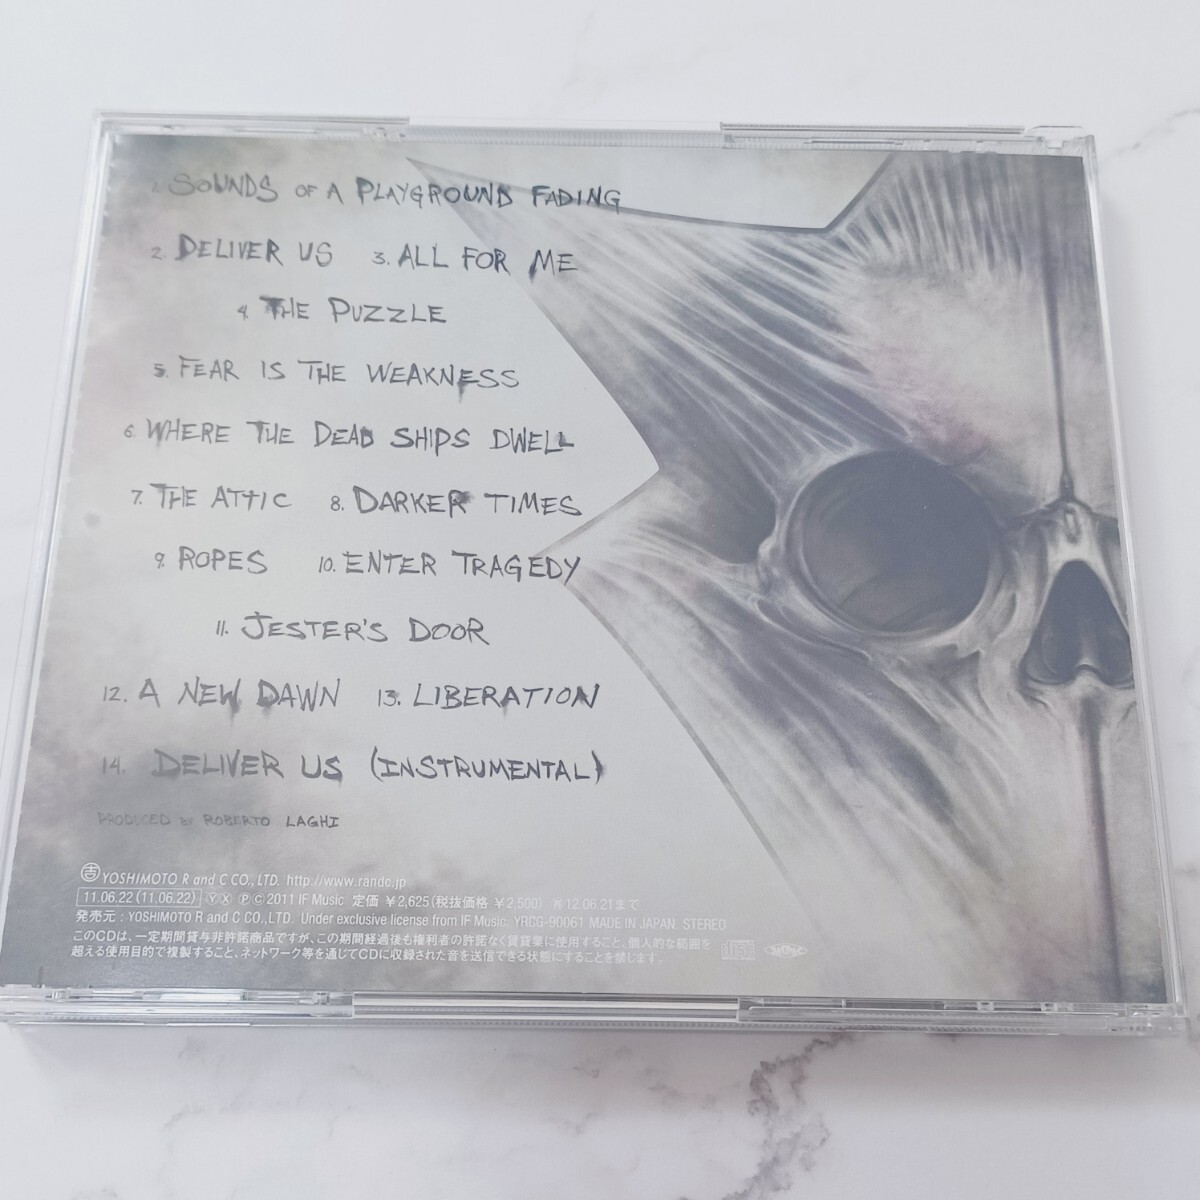 1. SOUNDS OF A PLAYGROUND FADING
2. DELIVER US 3. ALL FOR ME
4. THE PUZZLE
5. FEAR IS THE WEAKNESS
6. WHERE THE DEAD SHIPS DWELL
7. THE ATTIC 8. DARKER TIMES
9. ROPES 10. ENTER TRAGEDY
11. JESTER'S DOOR
12. A NEW DAWN 13. LIBERATION
14. DELIVER US (INSTRUMENTAL)
PRODUCED BY ROBERTO LAGHI
吉 YOSHIMOTO R and C CO., LTD. http://www.randc.jp
11.06.22 (11.06.22) Ⓨ Ⓧ Ⓟ Ⓒ 2011 IF Music 定価 ¥2,625 (税抜価格 ¥2,500) 12.06.21まで
発売元 : YOSHIMOTO R and C CO., LTD. Under exclusive license from IF Music. YRCG-90061 MADE IN JAPAN. STEREO
このCDは、一定期間貸与非許諾商品ですが、この期間経過後も権利者の許諾なく賃貸業に使用すること、個人的な範囲を
超える使用目的で複製すること、ネットワーク等を通じてCDに収録された音を送信できる状態にすることを禁じます。